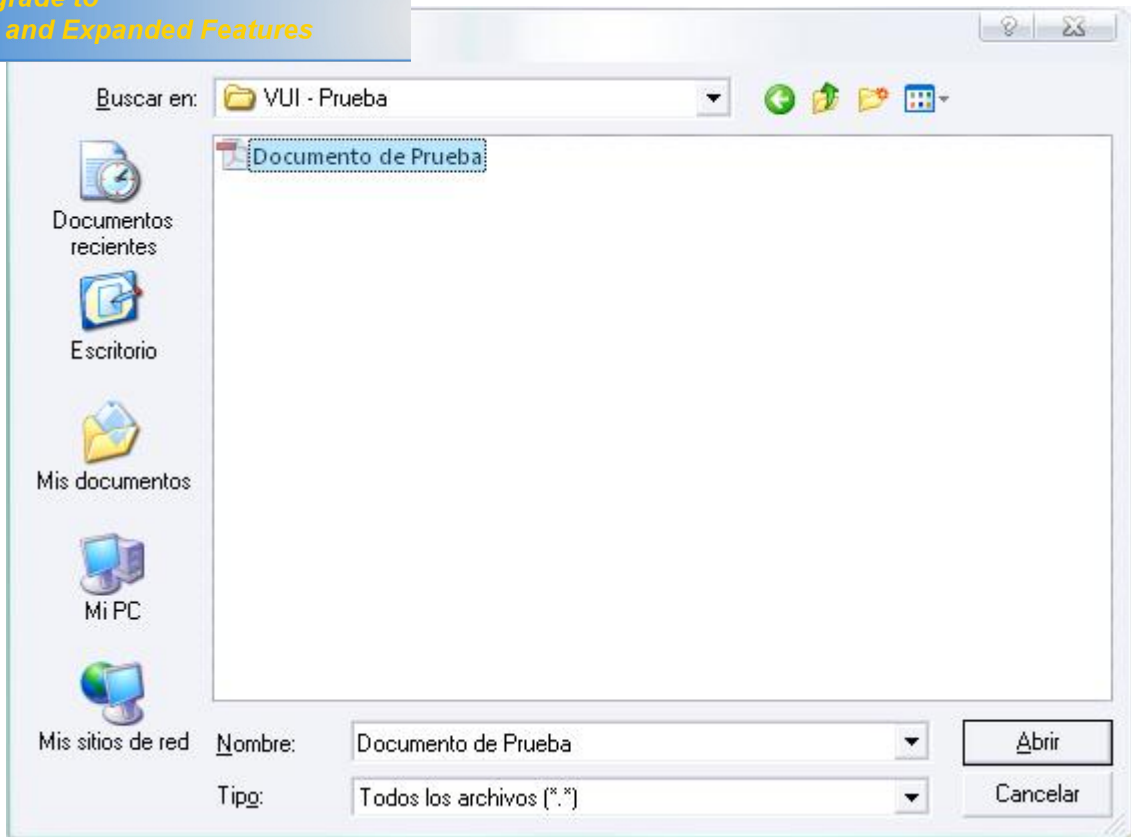 to
and Expanded Features
Buscar en:
VUI - Prueba
Documento de Prueba
Documentos
recientes
Escritorio
Mis documentos
Mi PC
Mis sitios de red
Nombre:
Documento de Prueba
Abrir
Tipo:
Todos los archivos (*.*)
Cancelar